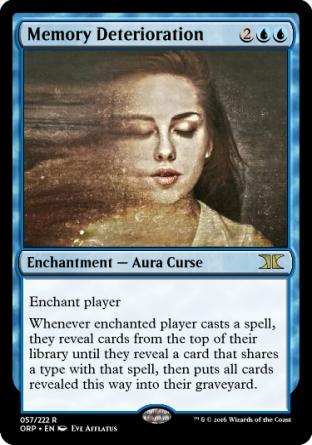 Memory Deterioration 2
Enchantment — Aura Curse
Enchant player
Whenever enchanted player casts a spell,
they reveal cards from the top of their
library until they reveal a card that shares
a type with that spell, then puts all cards
revealed this way into their graveyard.
057/222 R
ORP • EN Eve Afflatus
™ & © 2016 Wizards of the Coast